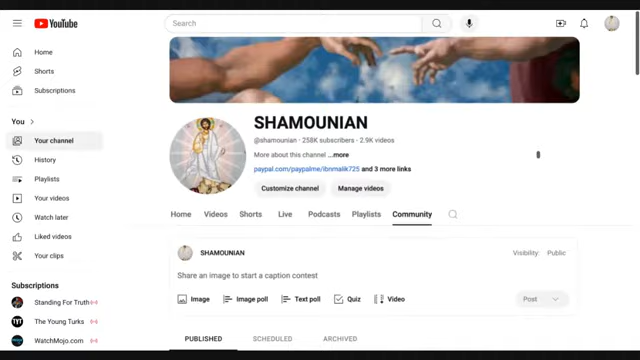 YouTube
Search
Home
Shorts
Subscriptions
You
Your channel
History
Playlists
Your videos
Watch later
Liked videos
Your clips
Subscriptions
Standing For Truth
The Young Turks
WatchMojo.com
SHAMOUNIAN
@shamounian · 258K subscribers · 2.9K videos
More about this channel ...more
paypal.com/paypalme/ibnmalik725 and 3 more links
Customize channel Manage videos
Home Videos Shorts Live Podcasts Playlists Community
SHAMOUNIAN Visibility: Public
Share an image to start a caption contest
Image Image poll Text poll Quiz Video Post
PUBLISHED SCHEDULED ARCHIVED